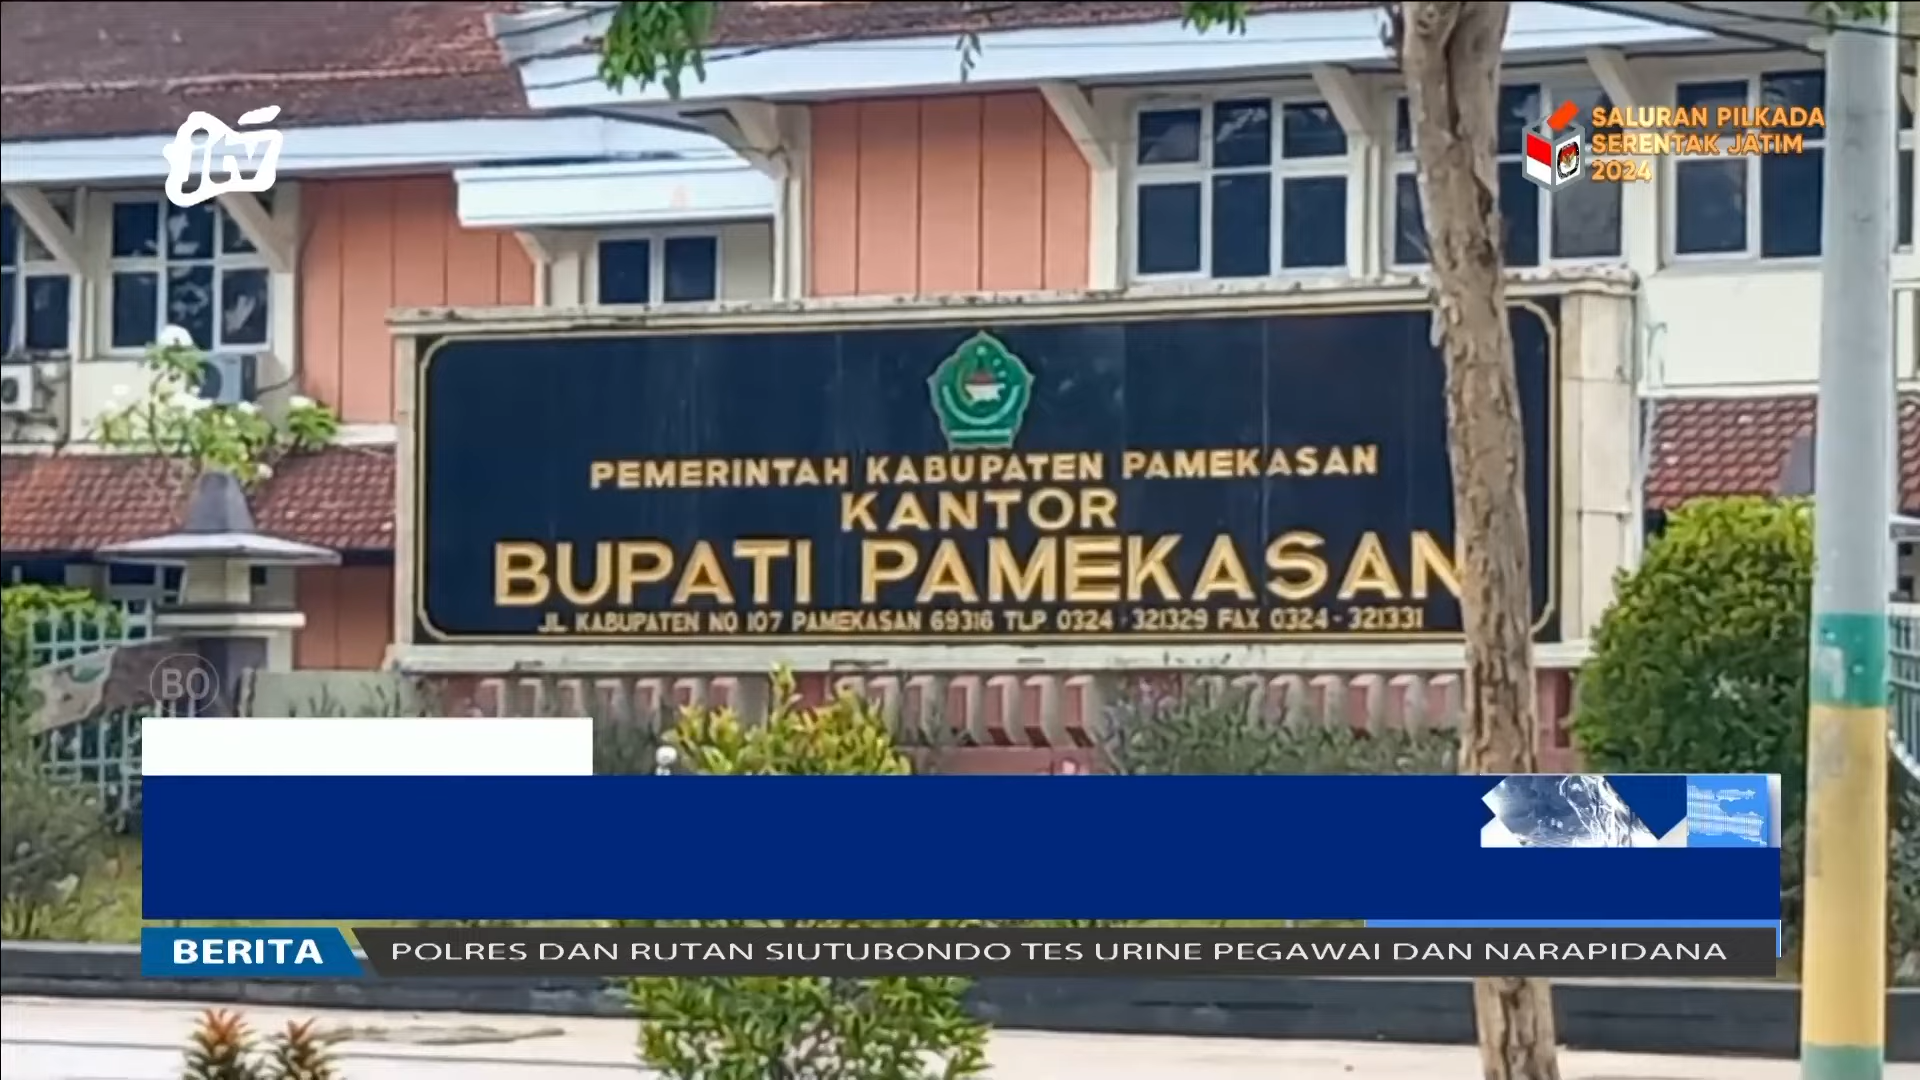 jtv
SALURAN PILKADA
SERENTAK JATIM
2024
PEMERINTAH KABUPATEN PAMEKASAN
KANTOR
BUPATI PAMEKASAN
JL. KABUPATEN NO 107 PAMEKASAN 69316 TLP 0324 - 321329 FAX 0324 - 321331
BO
BERITA
POLRES DAN RUTAN SIUTUBONDO TES URINE PEGAWAI DAN NARAPIDANA